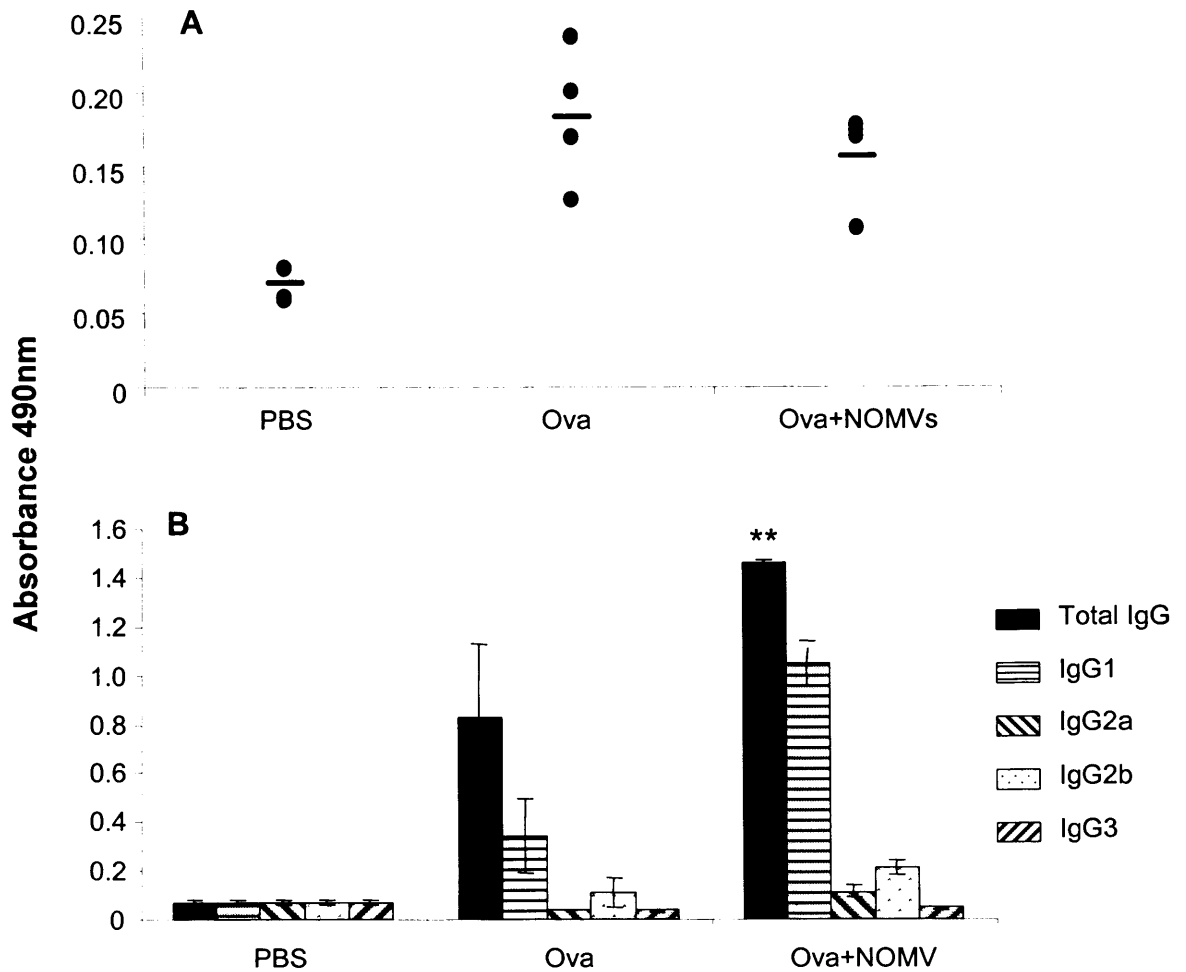 Absorbance 490nm
A
0.25
0.20
0.15
0.10
0.05
0
PBS Ova Ova+NOMVs
B
**
1.6
1.4
1.2
1.0
0.8
0.6
0.4
0.2
0
PBS Ova Ova+NOMV
Total IgG
IgG1
IgG2a
IgG2b
IgG3